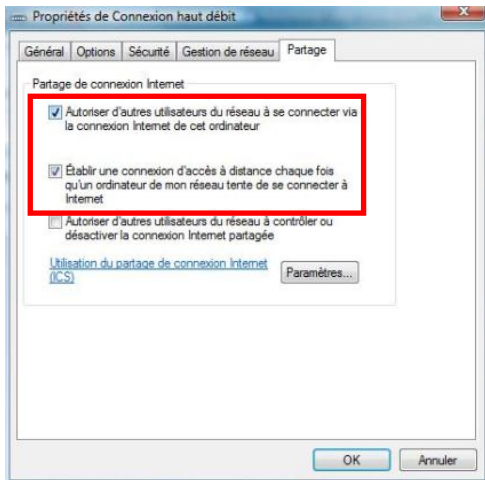 Propriétés de Connexion haut débit
Général Options Sécurité Gestion de réseau Partage
Partage de connexion Internet
Autoriser d'autres utilisateurs du réseau à se connecter via
la connexion Internet de cet ordinateur
Établir une connexion d'accès à distance chaque fois
qu'un ordinateur de mon réseau tente de se connecter à
Internet
Autoriser d'autres utilisateurs du réseau à contrôler ou
désactiver la connexion Internet partagée
Utilisation du partage de connexion Internet
(ICS)
Paramètres...
OK Annuler